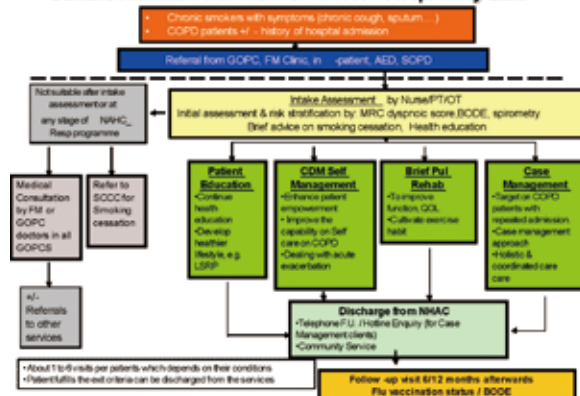 • Chronic smokers with symptoms (chronic cough, sputum…)
• COPD patients +/- history of hospital admission
Referral from GOPC, FM Clinic, in -patient, AED, SOPD
Not suitable after intake
assessment or at
any stage of NAHC_
Resp programme
Intake Assessment by Nurse/PT/OT
Initial assessment & risk stratification by: MRC dyspnoic score,BODE, spirometry
Brief advice on smoking cessation, Health education
Medical
Consultation
by FM or
GOPC
doctors in all
GOPCS
Refer to
SCCC for
Smoking
cessation
Patient
Education
•Continue
health
education
•Develop
healthier
lifestyle, e.g.
LSRP
CDM Self
Management
•Enhance patient
empowerment
• Improve the
capability on Self
care on COPD
•Dealing with acute
exacerbation
Brief Pul
Rehab
•To improve
function, QOL
•Cultivate exercise
habit
Case
Management
•Target on COPD
patients with
repeated admission.
•Case management
approach
•Holistic &
coordinated care
care
+/-
Referrals
to other
services
Discharge from NHAC
•Telephone F.U. / Hotline Enquiry (for Case
Management clients)
•Community Service
•About 1 to 6 visits per patients which depends on their conditions
•Patient fulfills the exit criteria can be discharged from the services
Follow -up visit 6/12 months afterwards
Flu vaccination status / BODE